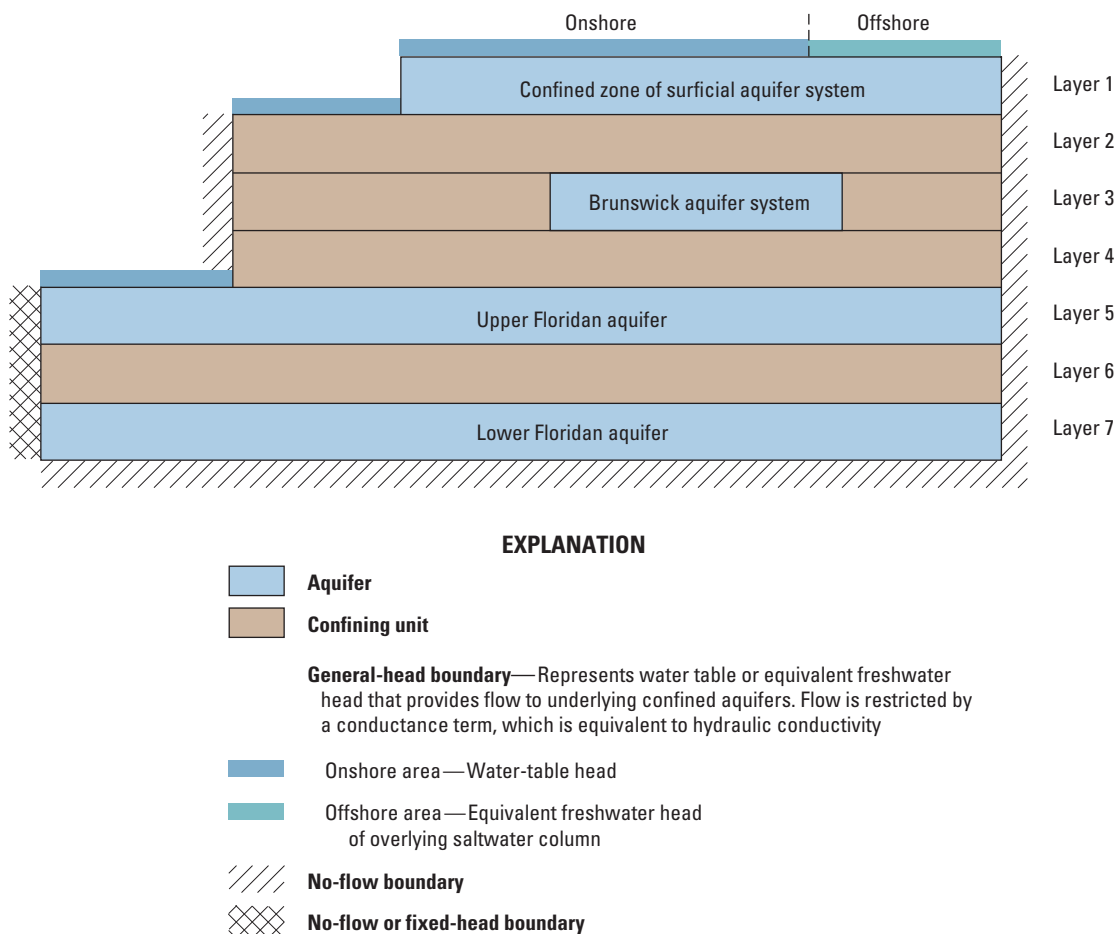 Onshore
Offshore
Confined zone of surficial aquifer system
Layer 1
Layer 2
Brunswick aquifer system
Layer 3
Layer 4
Upper Floridan aquifer
Layer 5
Layer 6
Lower Floridan aquifer
Layer 7
EXPLANATION
Aquifer
Confining unit
General-head boundary—Represents water table or equivalent freshwater
head that provides flow to underlying confined aquifers. Flow is restricted by
a conductance term, which is equivalent to hydraulic conductivity
Onshore area—Water-table head
Offshore area—Equivalent freshwater head
of overlying saltwater column
No-flow boundary
No-flow or fixed-head boundary